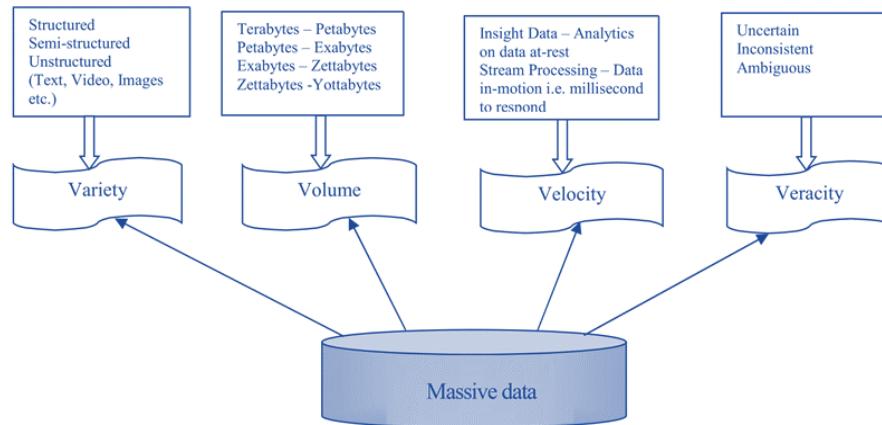 Structured
Semi-structured
Unstructured
(Text, Video, Images
etc.)
Terabytes – Petabytes
Petabytes – Exabytes
Exabytes – Zettabytes
Zettabytes -Yottabytes
Insight Data – Analytics
on data at-rest
Stream Processing – Data
in-motion i.e. millisecond
to respond
Uncertain
Inconsistent
Ambiguous
Variety
Volume
Velocity
Veracity
Massive data